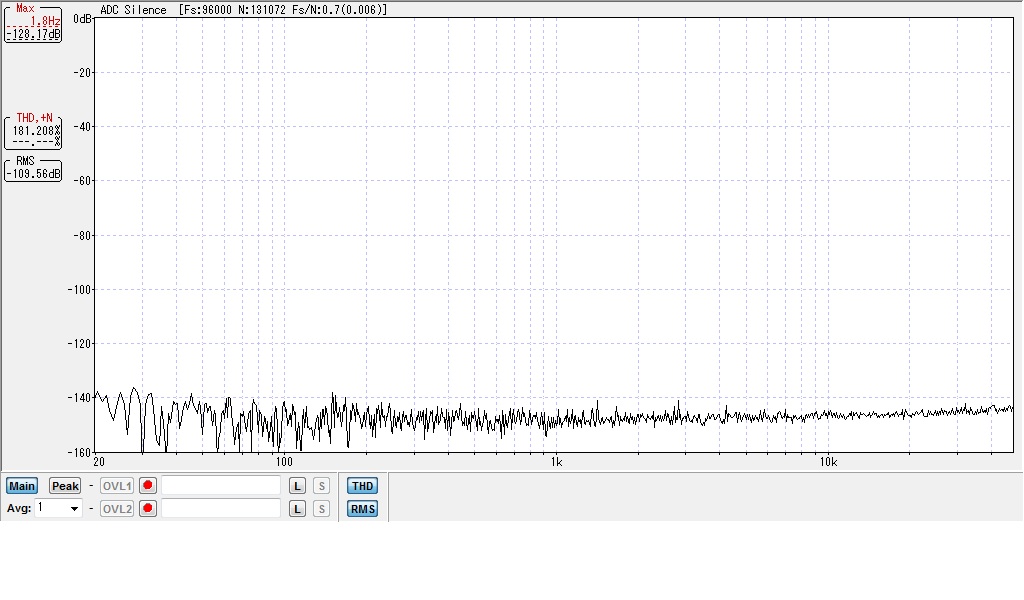 Max
1.8Hz
-128.17dB
THD,+N
181.208%
---.---%
RMS
-109.56dB
ADC Silence [Fs:96000 N:131072 Fs/N:0.7(0.006)]
0dB
-20
-40
-60
-80
-100
-120
-140
-160
20 100 1k 10k
Main Peak - OVL1 L S THD
Avg: 1 - OVL2 L S RMS